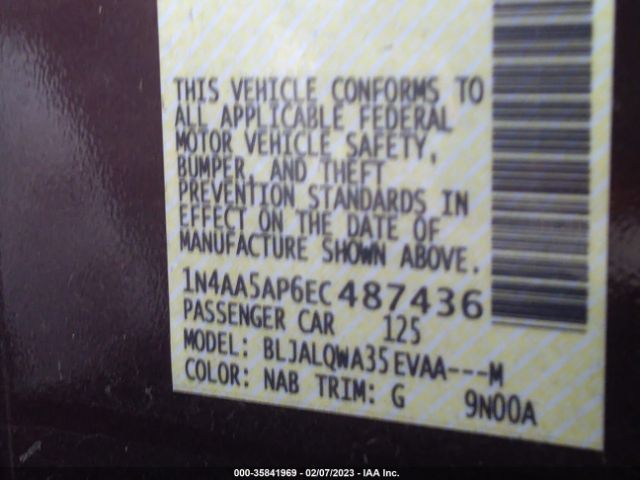 THIS VEHICLE CONFORMS TO
ALL APPLICABLE FEDERAL
MOTOR VEHICLE SAFETY,
BUMPER, AND THEFT
PREVENTION STANDARDS IN
EFFECT ON THE DATE OF
MANUFACTURE SHOWN ABOVE.
1N4AA5AP6EC487436
PASSENGER CAR 125
MODEL: BLJALQWA35EVAA---M
COLOR: NAB TRIM: G 9N00A
000-35841969 - 02/07/2023 - IAA Inc.